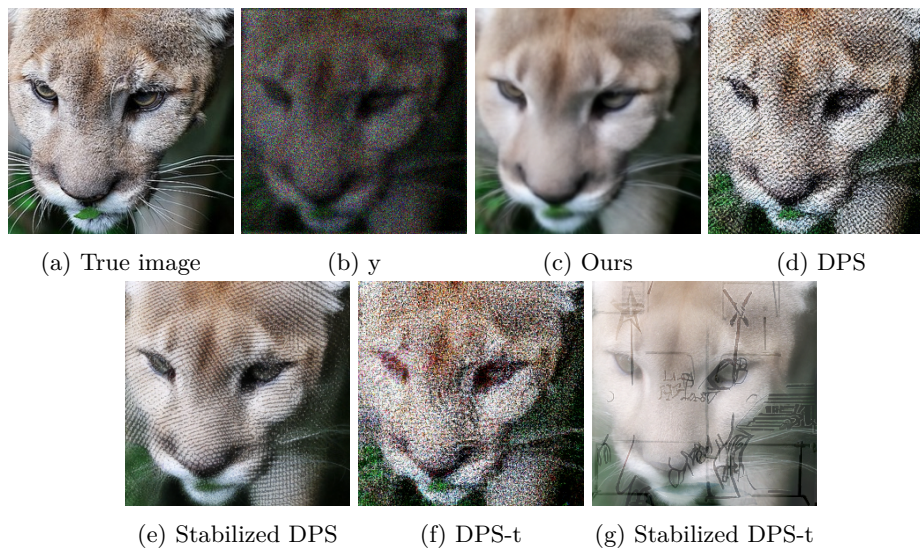 (a) True image
(b) y
(c) Ours
(d) DPS
(e) Stabilized DPS
(f) DPS-t
(g) Stabilized DPS-t